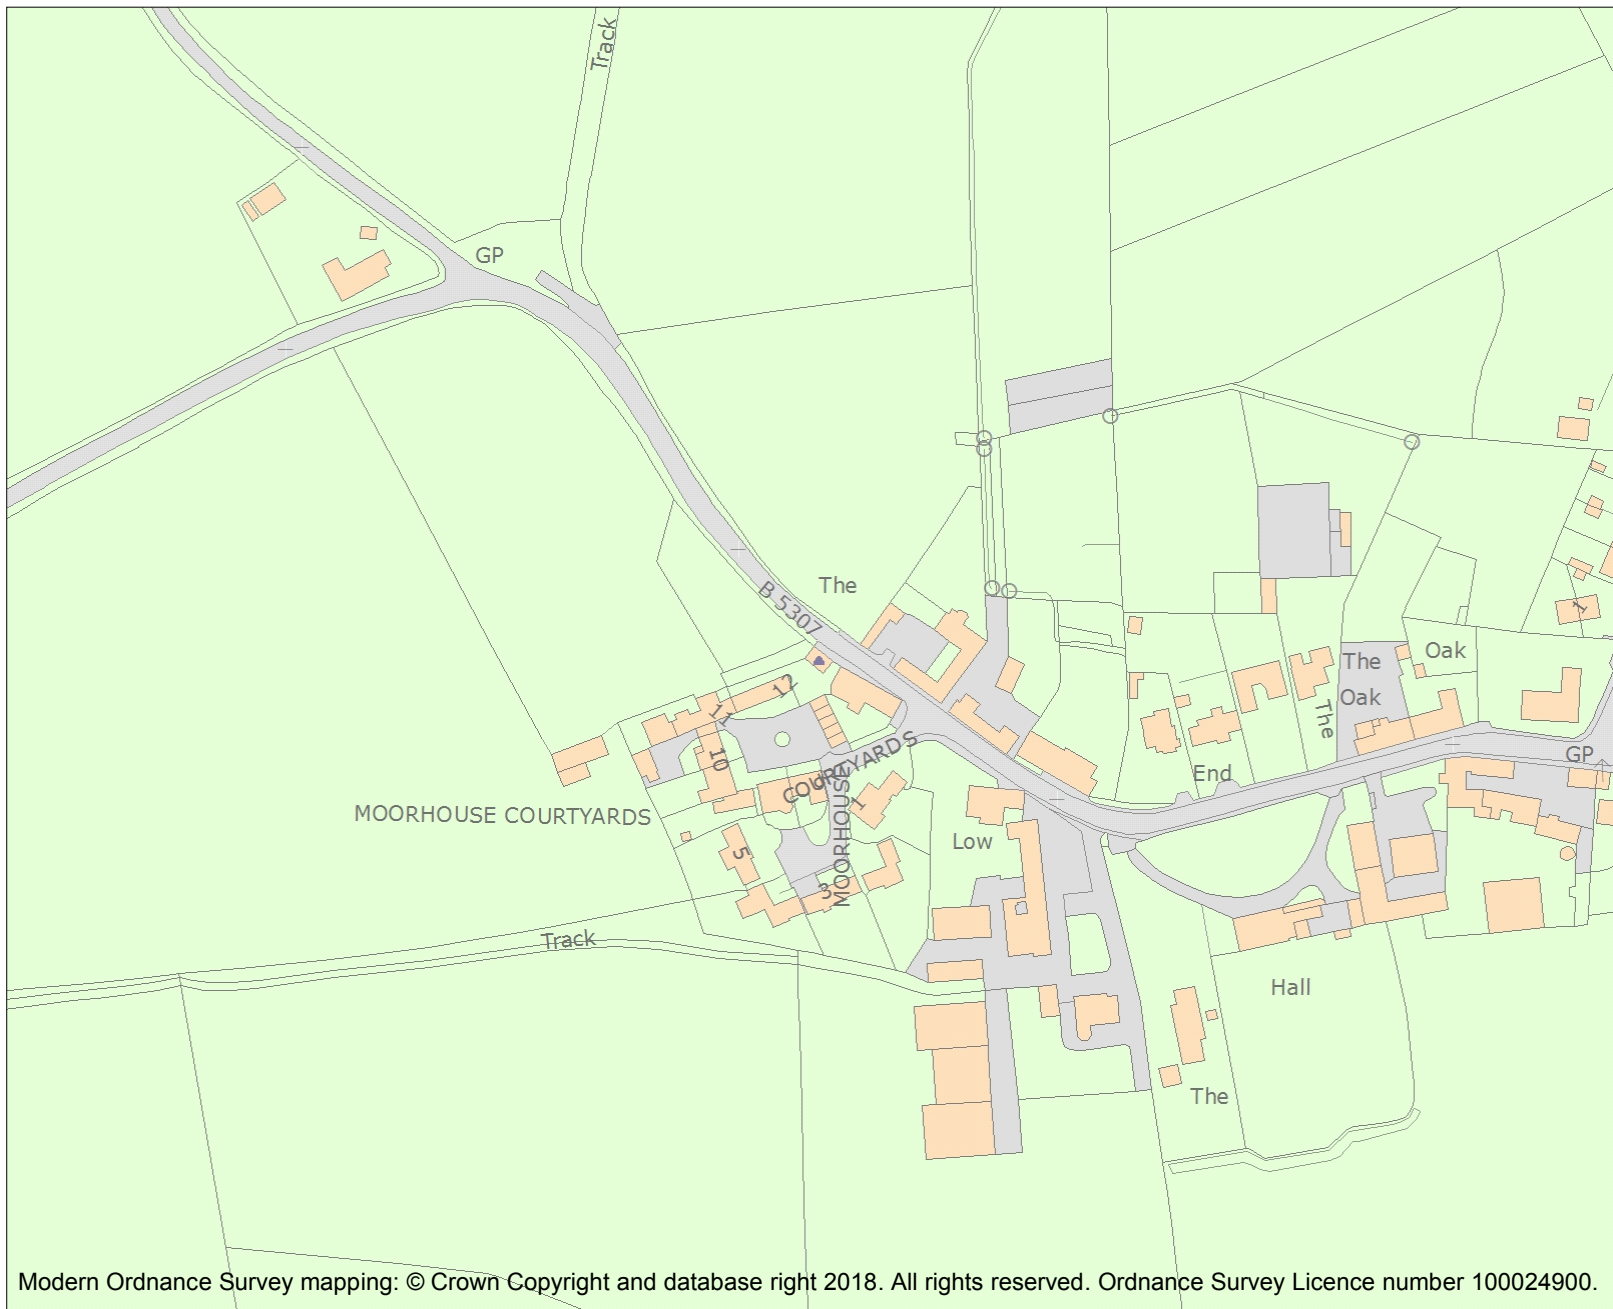 Track
GP
The
B 5307
1
The
Oak
Oak
The
12
11
10
COURTYARDS
End
GP
MOORHOUSE COURTYARDS
MOORHOUSE
1
Low
5
3
Track
Hall
The
Modern Ordnance Survey mapping: © Crown Copyright and database right 2018. All rights reserved. Ordnance Survey Licence number 100024900.